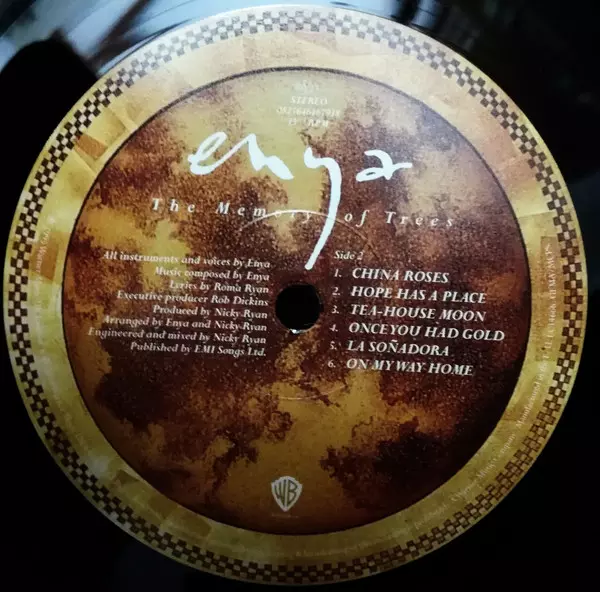 STEREO
enya
The Memory of Trees
All instruments and voices by Enya
Music composed by Enya
Lyrics by Roma Ryan
Executive producer Rob Dickins
Produced by Nicky Ryan
Arranged by Enya and Nicky Ryan
Engineered and mixed by Nicky Ryan
Published by EMI Songs Ltd.
Side 2
1. CHINA ROSES
2. HOPE HAS A PLACE
3. TEA-HOUSE MOON
4. ONCE YOU HAD GOLD
5. LA SOÑADORA
6. ON MY WAY HOME
WB